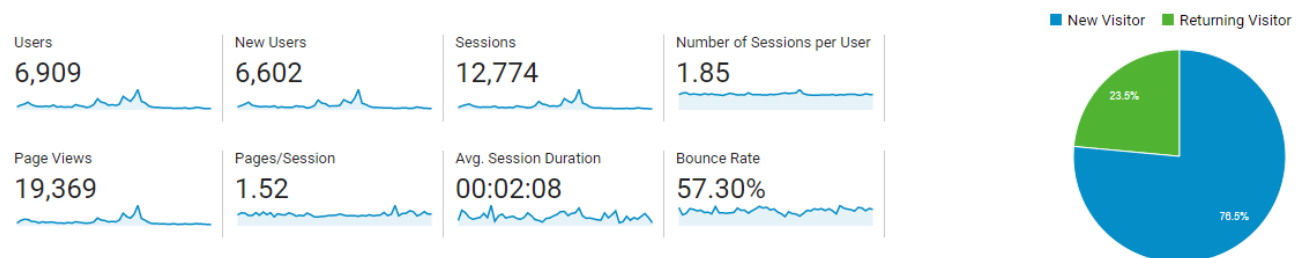 New Visitor Returning Visitor
Users New Users Sessions Number of Sessions per User
6,909 6,602 12,774 1.85
Page Views Pages/Session Avg. Session Duration Bounce Rate
19,369 1.52 00:02:08 57.30%
23.5%
76.5%